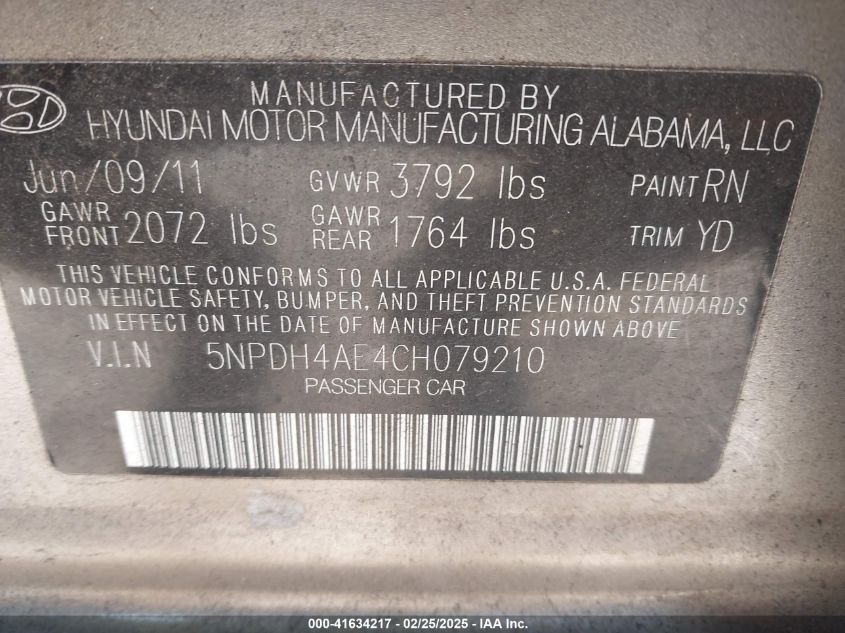 MANUFACTURED BY
HYUNDAI MOTOR MANUFACTURING ALABAMA, LLC
Jun/09/11 GVWR 3792 lbs PAINT RN
GAWR FRONT 2072 lbs GAWR REAR 1764 lbs TRIM YD
THIS VEHICLE CONFORMS TO ALL APPLICABLE U.S.A. FEDERAL
MOTOR VEHICLE SAFETY, BUMPER, AND THEFT PREVENTION STANDARDS
IN EFFECT ON THE DATE OF MANUFACTURE SHOWN ABOVE
V.I.N 5NPDH4AE4CH079210
PASSENGER CAR
000-41634217 - 02/25/2025 - IAA Inc.